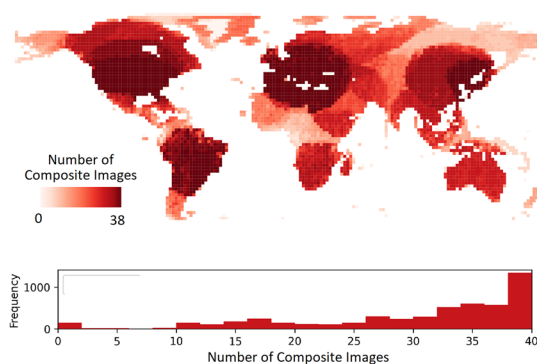 Number of
Composite Images
0
38
Frequency
1000
0
0 5 10 15 20 25 30 35 40
Number of Composite Images